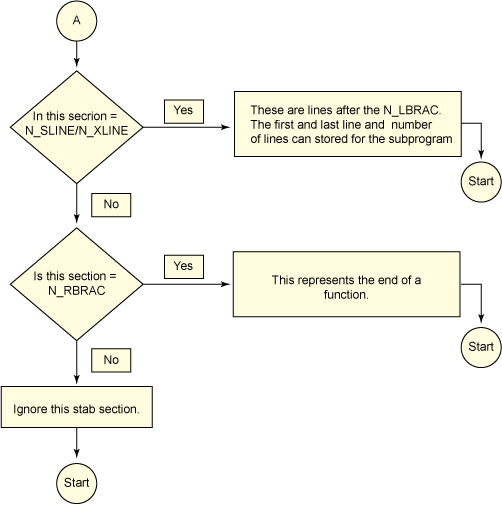 A
In this secrion =
N_SLINE/N_XLINE
Yes
These are lines after the N_LBRAC.
The first and last line and number
of lines can stored for the subprogram
Start
No
Is this section =
N_RBRAC
Yes
This represents the end of a
function.
Start
No
Ignore this stab section.
Start